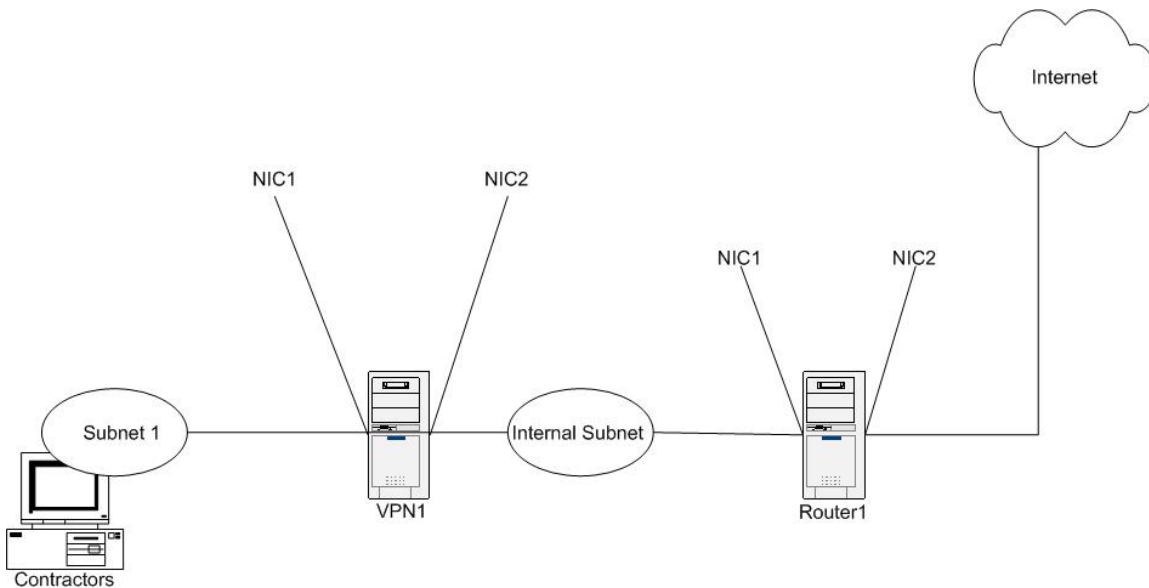 Internet
NIC1
NIC2
NIC1
NIC2
Subnet 1
Internal Subnet
VPN1
Router1
Contractors